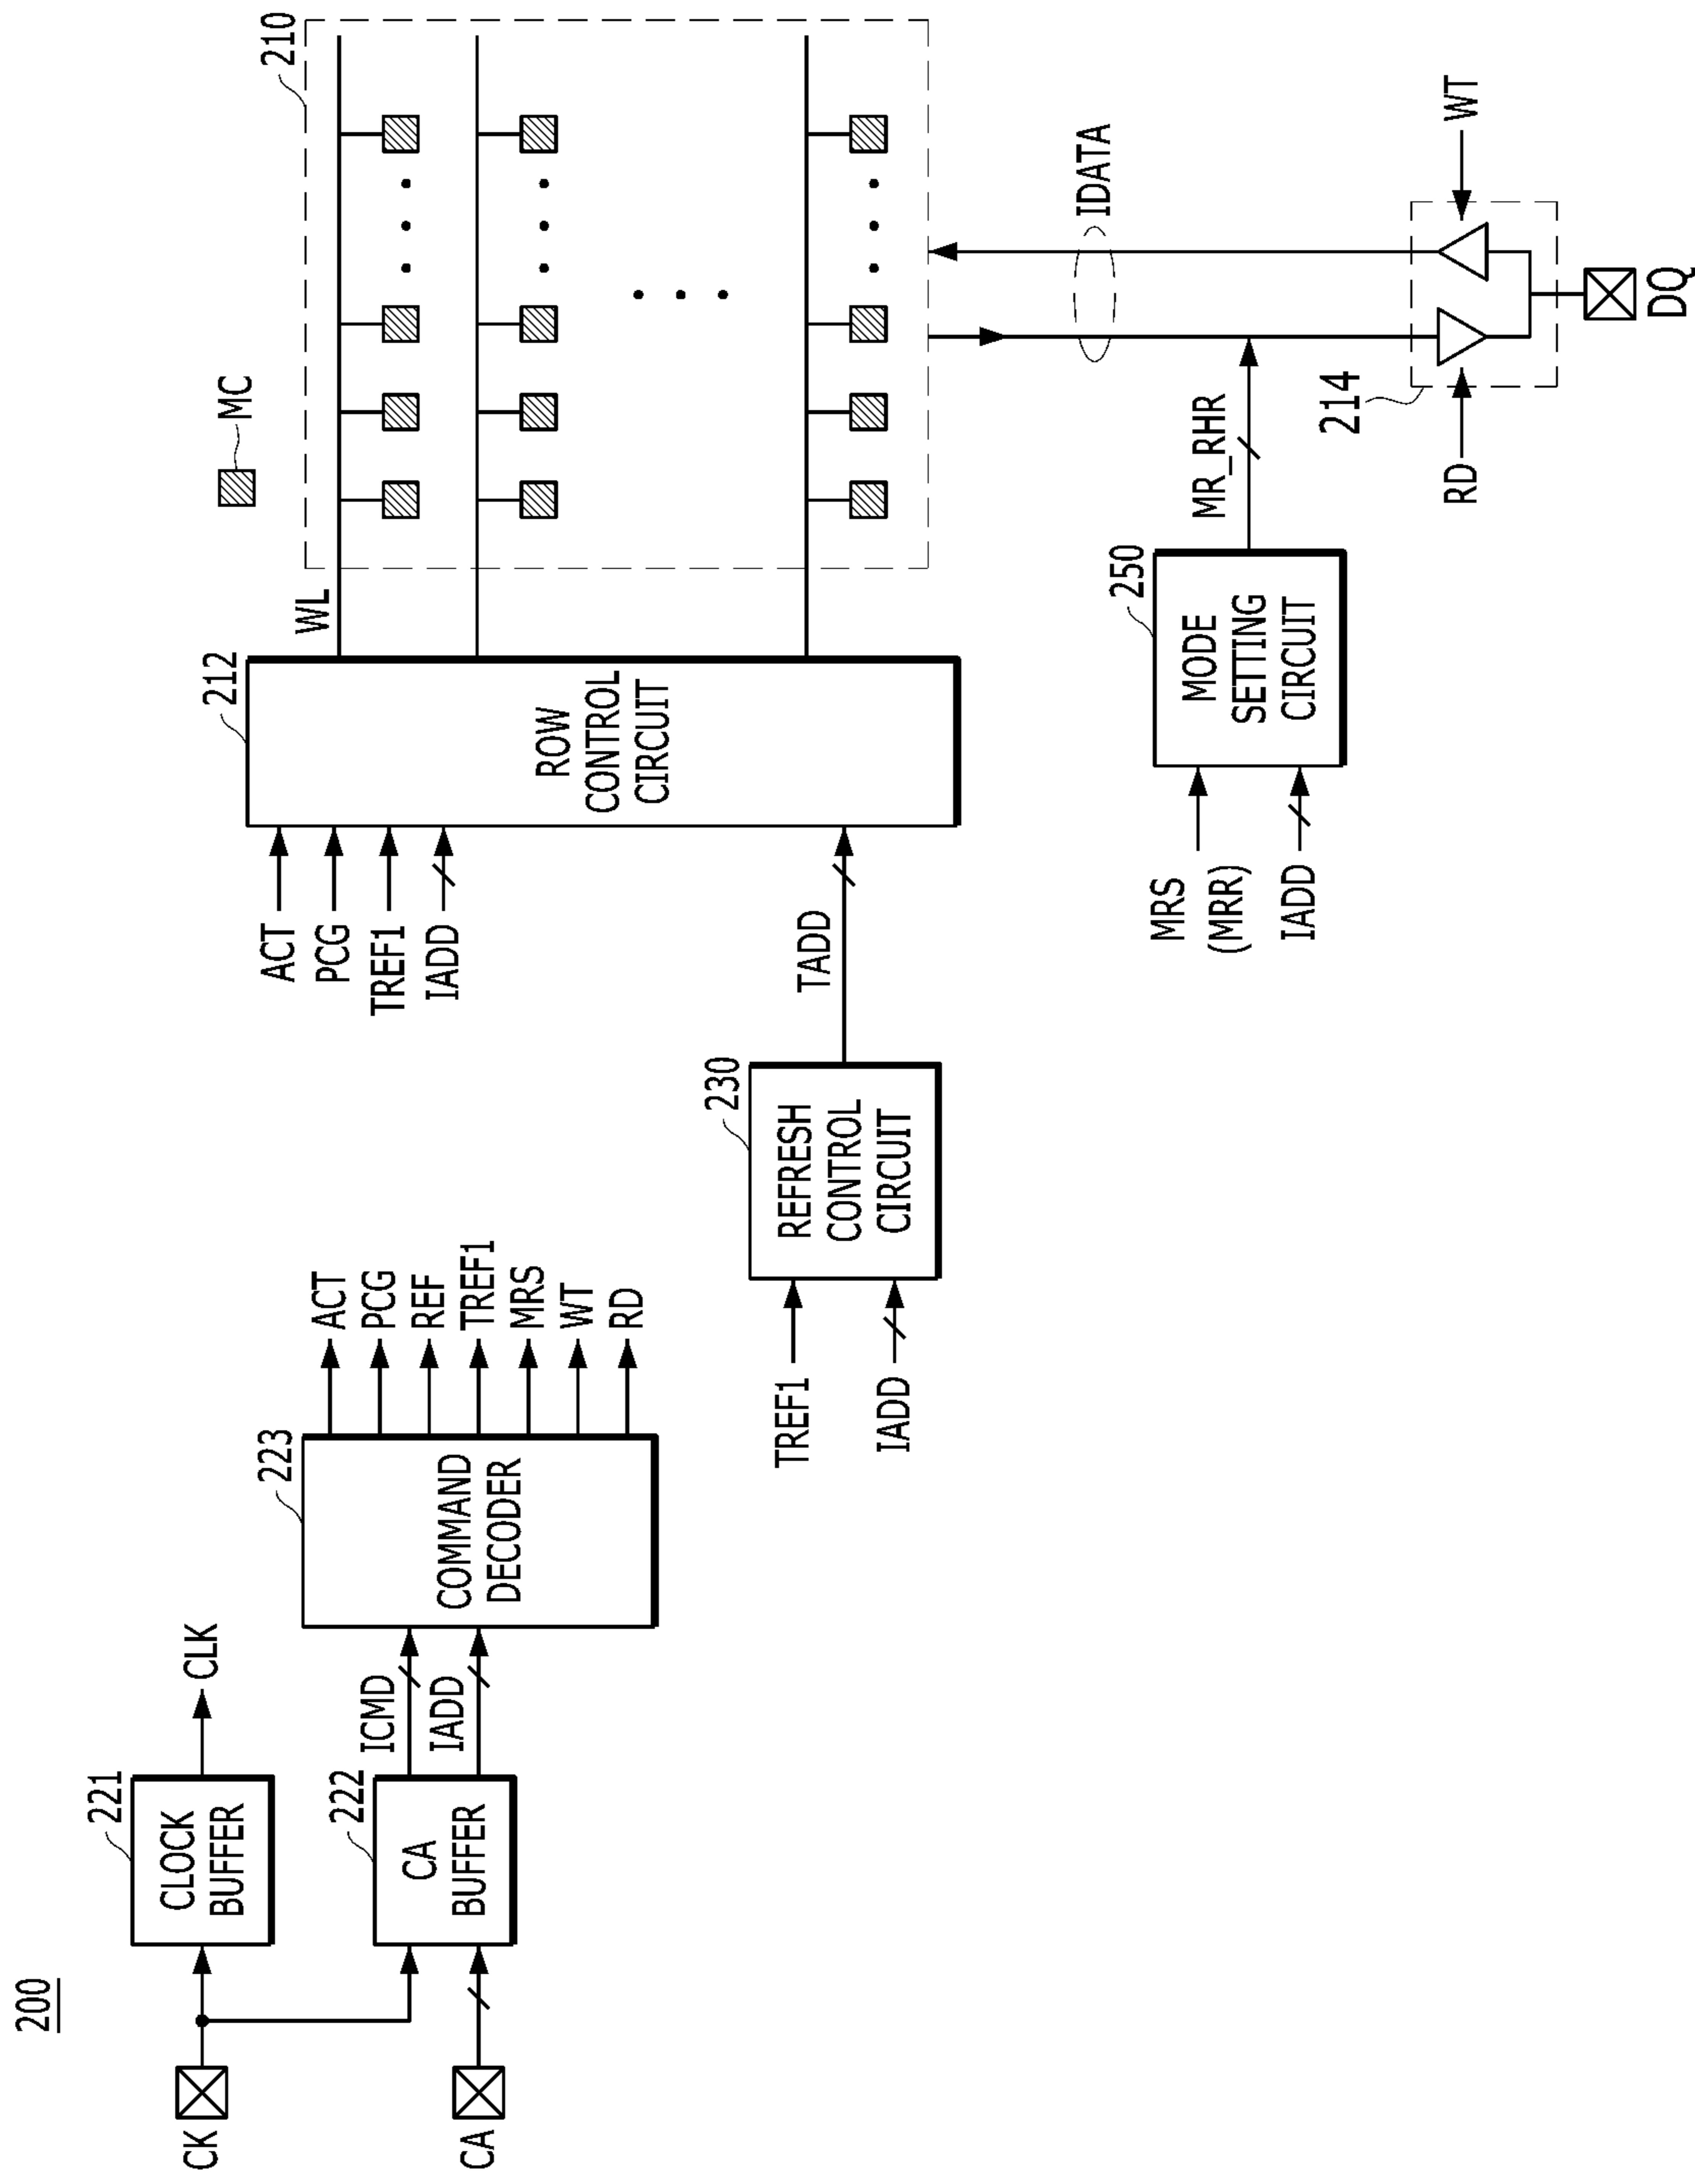 200
CK
221
CLOCK
BUFFER
CLK
CA
222
CA
BUFFER
ICMD
IADD
223
COMMAND
DECODER
ACT
PCG
REF
TREF1
MRS
WT
RD
TREF1
IADD
230
REFRESH
CONTROL
CIRCUIT
TADD
ACT
PCG
TREF1
IADD
212
ROW
CONTROL
CIRCUIT
WL
MC
210
MRS
(MRR)
IADD
250
MODE
SETTING
CIRCUIT
MR_RHR
IDATA
214
RD
WT
DQ